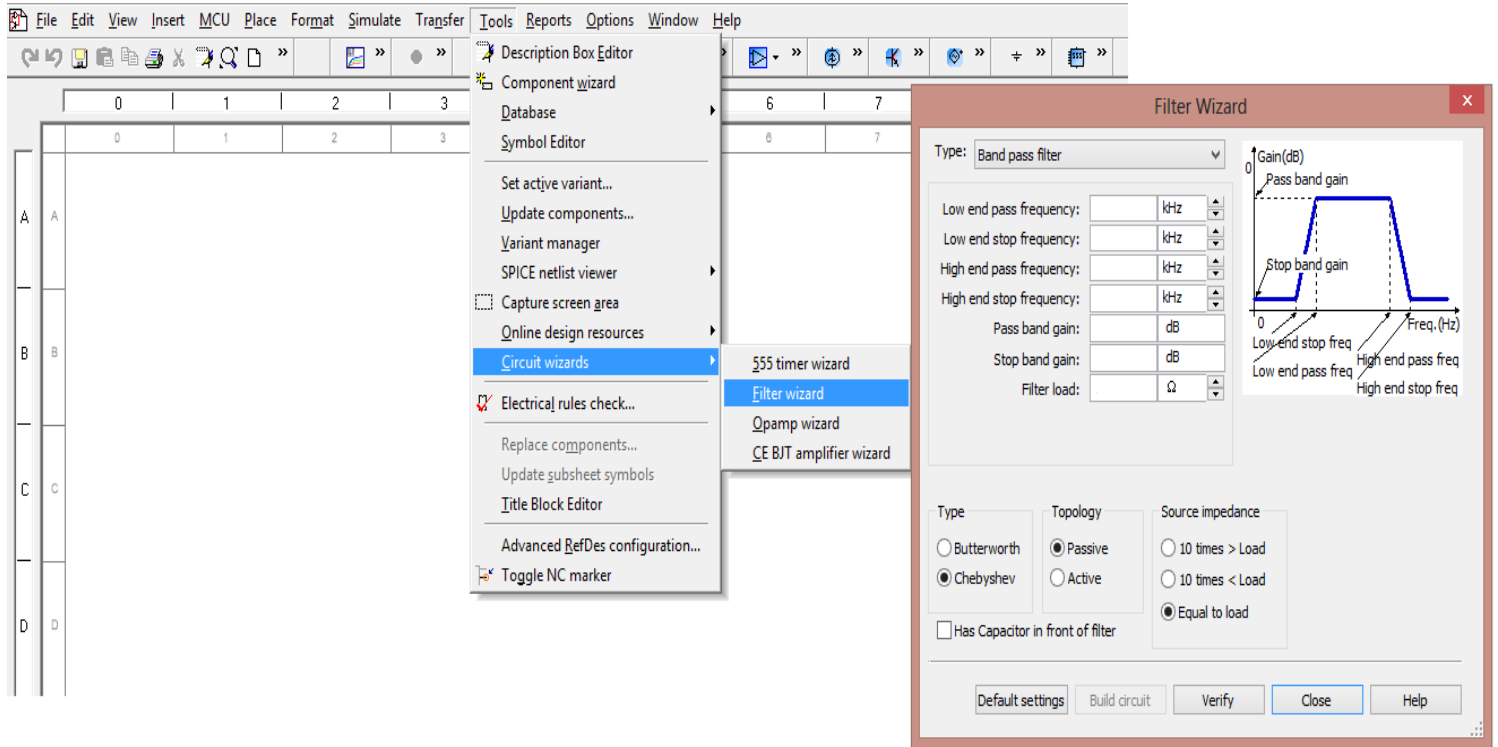 File Edit View Insert MCU Place Format Simulate Transfer Tools Reports Options Window Help
Description Box Editor
Component wizard
Database
Symbol Editor
Set active variant...
Update components...
Variant manager
SPICE netlist viewer
Capture screen area
Online design resources
Circuit wizards
Electrical rules check...
Replace components...
Update subsheet symbols
Title Block Editor
Advanced RefDes configuration...
Toggle NC marker
555 timer wizard
Filter wizard
Opamp wizard
CE BJT amplifier wizard
0 1 2 3 6 7
0 1 2 3 6 7
A A
B B
C C
D D
Filter Wizard
x
Type: Band pass filter
Low end pass frequency: kHz
Low end stop frequency: kHz
High end pass frequency: kHz
High end stop frequency: kHz
Pass band gain: dB
Stop band gain: dB
Filter load: Ω
Gain(dB)
0
Pass band gain
Stop band gain
0
Freq.(Hz)
Low end stop freq
High end pass freq
Low end pass freq
High end stop freq
Type
Butterworth
Chebyshev
Topology
Passive
Active
Source impedance
10 times > Load
10 times < Load
Equal to load
Has Capacitor in front of filter
Default settings Build circuit Verify Close Help